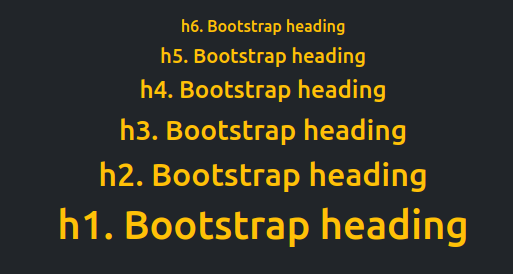 h6. Bootstrap heading
h5. Bootstrap heading
h4. Bootstrap heading
h3. Bootstrap heading
h2. Bootstrap heading
h1. Bootstrap heading